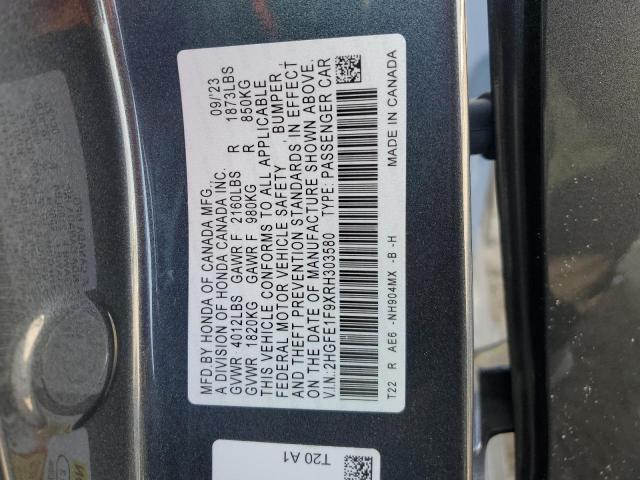 MFD.BY HONDA OF CANADA MFG., 09/'23
A DIVISION OF HONDA CANADA INC.
GVWR 4012LBS GAWR F 2160LBS R 1873LBS
GVWR 1820KG GAWR F 980KG R 850KG
THIS VEHICLE CONFORMS TO ALL APPLICABLE
FEDERAL MOTOR VEHICLE SAFETY , BUMPER,
AND THEFT PREVENTION STANDARDS IN EFFECT
ON THE DATE OF MANUFACTURE SHOWN ABOVE.
V.I.N.:2HGFE1F9XRH303580 TYPE: PASSENGER CAR
T22 R AE6 -NH904MX -B -H MADE IN CANADA
T20 A1